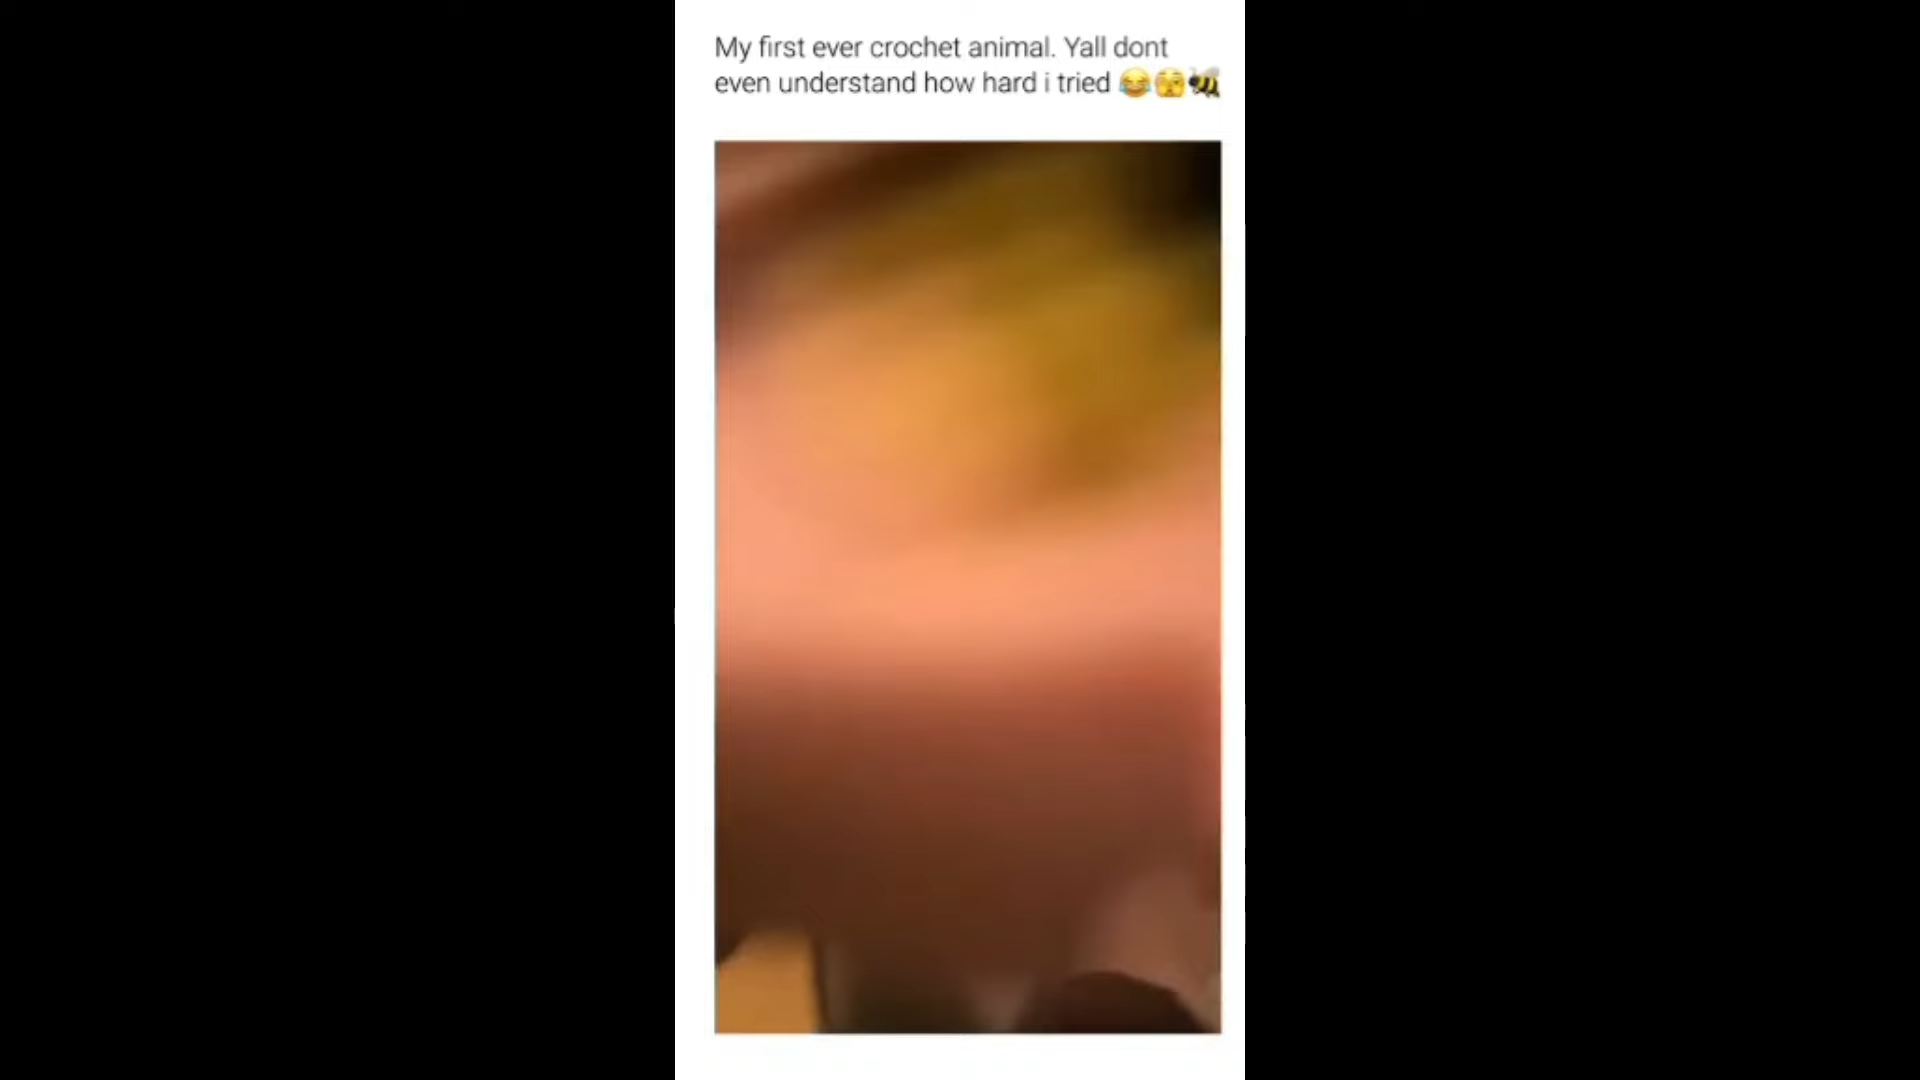 My first ever crochet animal. Yall dont
even understand how hard i tried 😂🫣🐝